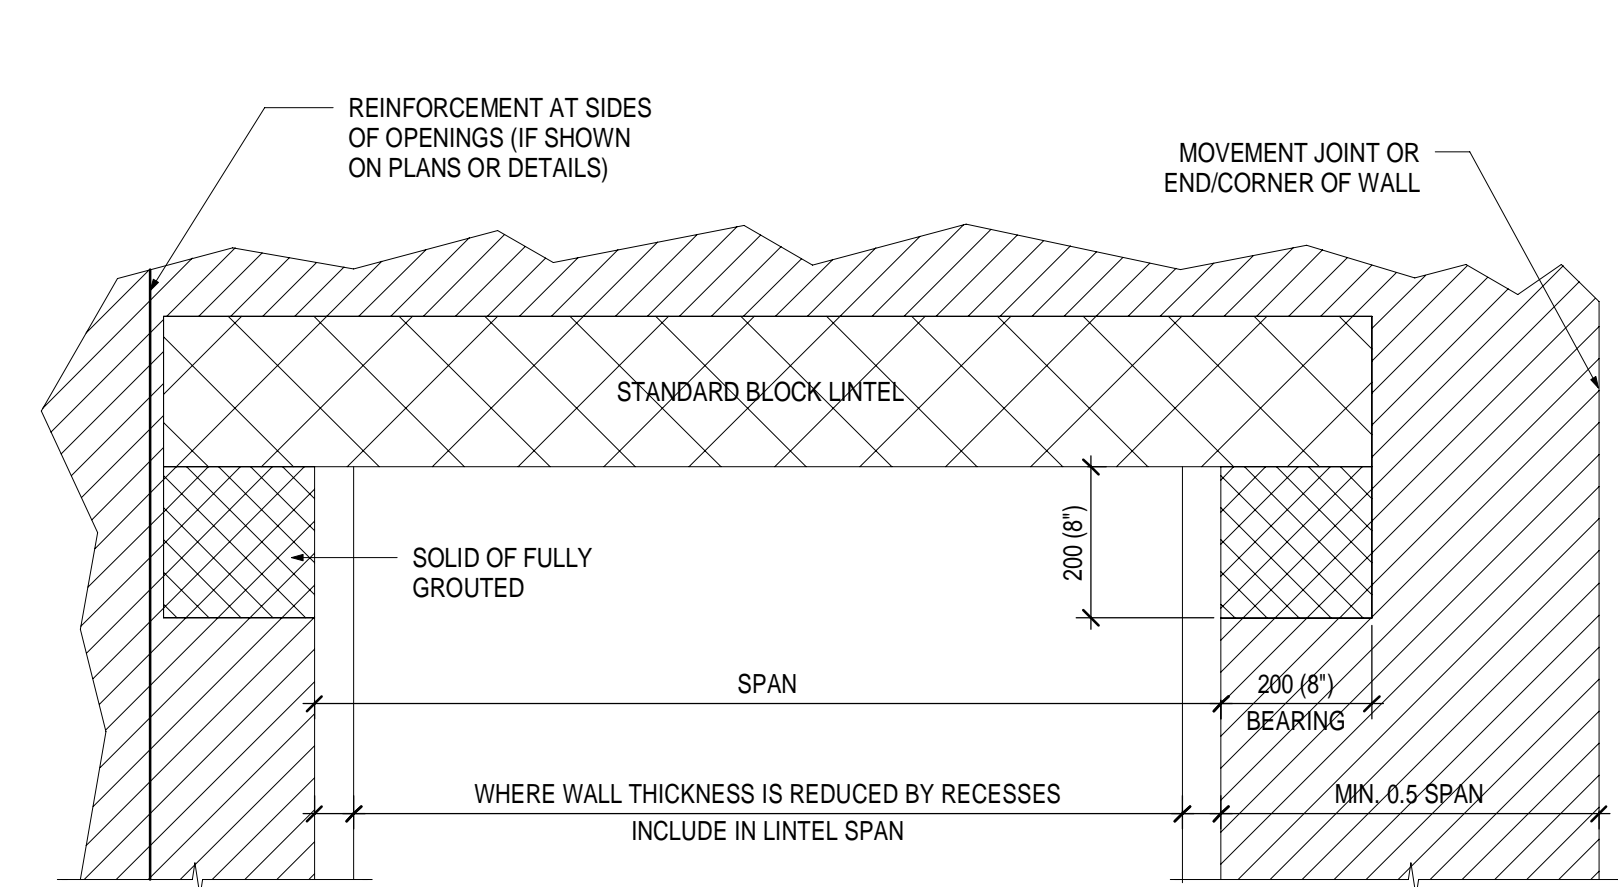 REINFORCEMENT AT SIDES
OF OPENINGS (IF SHOWN
ON PLANS OR DETAILS)
MOVEMENT JOINT OR
END/CORNER OF WALL
STANDARD BLOCK LINTEL
200 (8")
SOLID OF FULLY
GROUTED
SPAN
200 (8")
BEARING
WHERE WALL THICKNESS IS REDUCED BY RECESSES
INCLUDE IN LINTEL SPAN
MIN. 0.5 SPAN